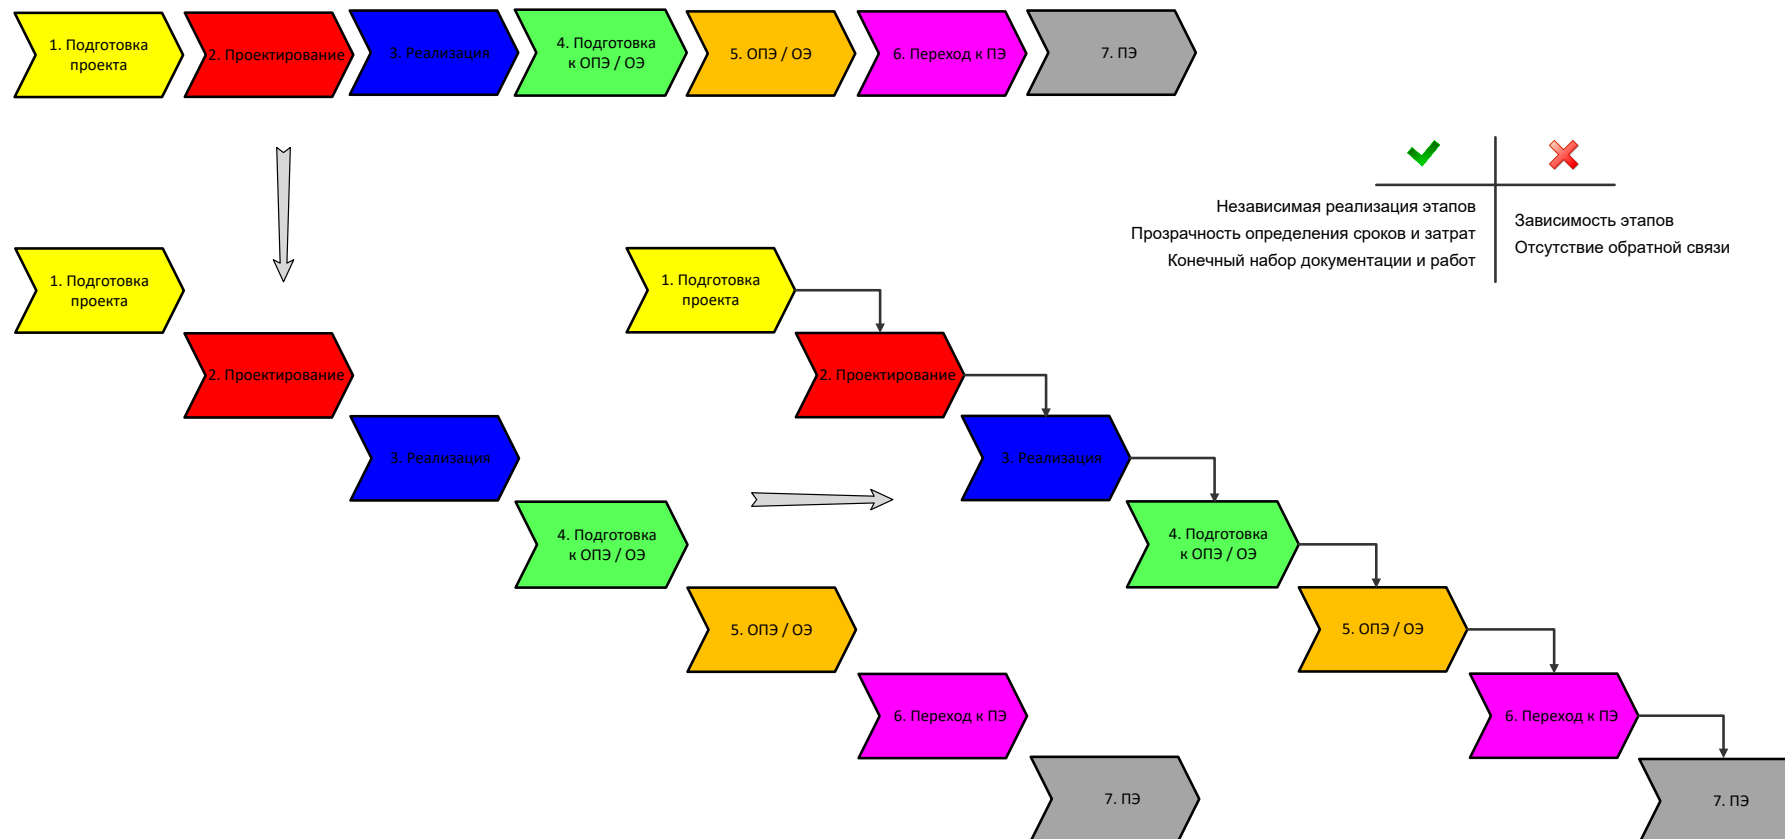 1. Подготовка
проекта
2. Проектирование
3. Реализация
4. Подготовка
к ОПЭ / ОЭ
5. ОПЭ / ОЭ
6. Переход к ПЭ
7. ПЭ
Независимая реализация этапов
Прозрачность определения сроков и затрат
Конечный набор документации и работ
Зависимость этапов
Отсутствие обратной связи
1. Подготовка
проекта
2. Проектирование
3. Реализация
4. Подготовка
к ОПЭ / ОЭ
5. ОПЭ / ОЭ
6. Переход к ПЭ
7. ПЭ
1. Подготовка
проекта
2. Проектирование
3. Реализация
4. Подготовка
к ОПЭ / ОЭ
5. ОПЭ / ОЭ
6. Переход к ПЭ
7. ПЭ